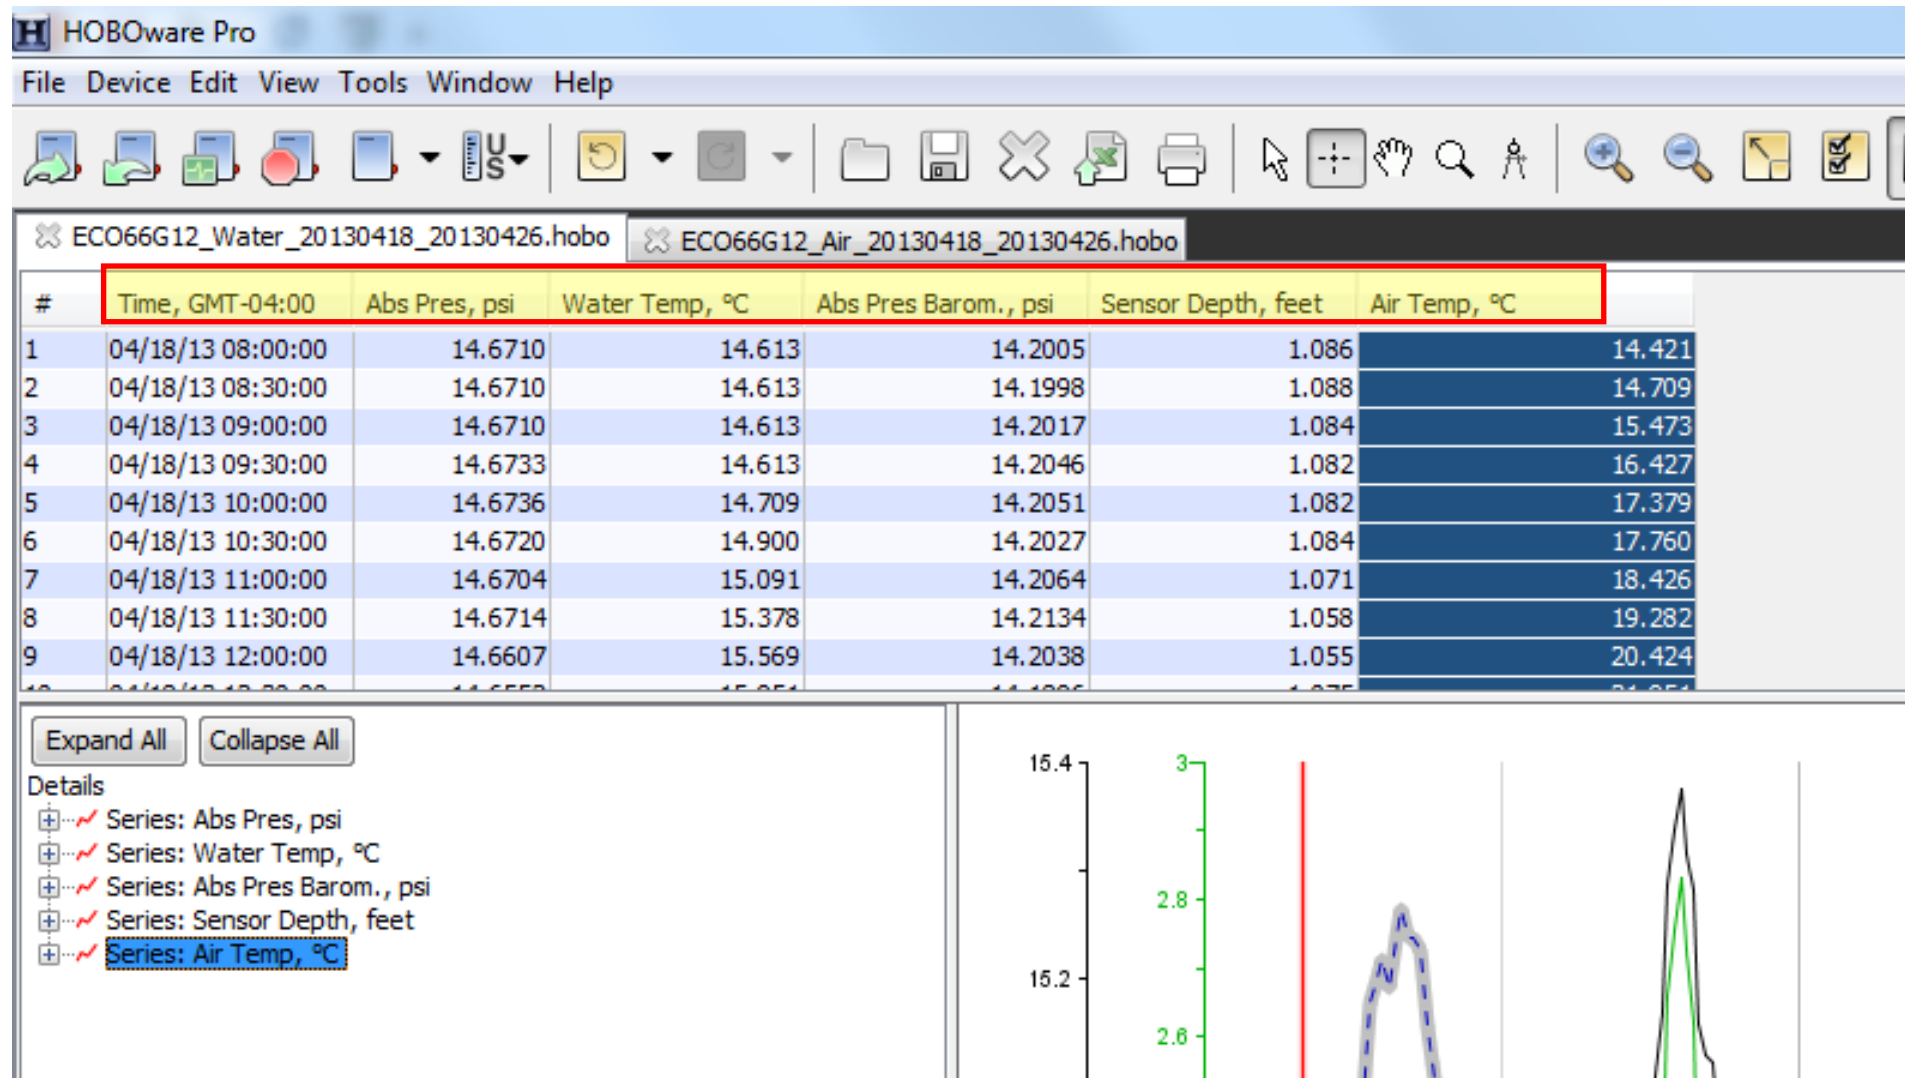 HOBOware Pro
File Device Edit View Tools Window Help
US
ECO66G12_Water_20130418_20130426.hobo ECO66G12_Air_20130418_20130426.hobo
# Time, GMT-04:00 Abs Pres, psi Water Temp, °C Abs Pres Barom., psi Sensor Depth, feet Air Temp, °C
1 04/18/13 08:00:00 14.6710 14.613 14.2005 1.086 14.421
2 04/18/13 08:30:00 14.6710 14.613 14.1998 1.088 14.709
3 04/18/13 09:00:00 14.6710 14.613 14.2017 1.084 15.473
4 04/18/13 09:30:00 14.6733 14.613 14.2046 1.082 16.427
5 04/18/13 10:00:00 14.6736 14.709 14.2051 1.082 17.379
6 04/18/13 10:30:00 14.6720 14.900 14.2027 1.084 17.760
7 04/18/13 11:00:00 14.6704 15.091 14.2064 1.071 18.426
8 04/18/13 11:30:00 14.6714 15.378 14.2134 1.058 19.282
9 04/18/13 12:00:00 14.6607 15.569 14.2038 1.055 20.424
Expand All Collapse All
Details
Series: Abs Pres, psi
Series: Water Temp, °C
Series: Abs Pres Barom., psi
Series: Sensor Depth, feet
Series: Air Temp, °C
15.4 3
2.8
15.2
2.6